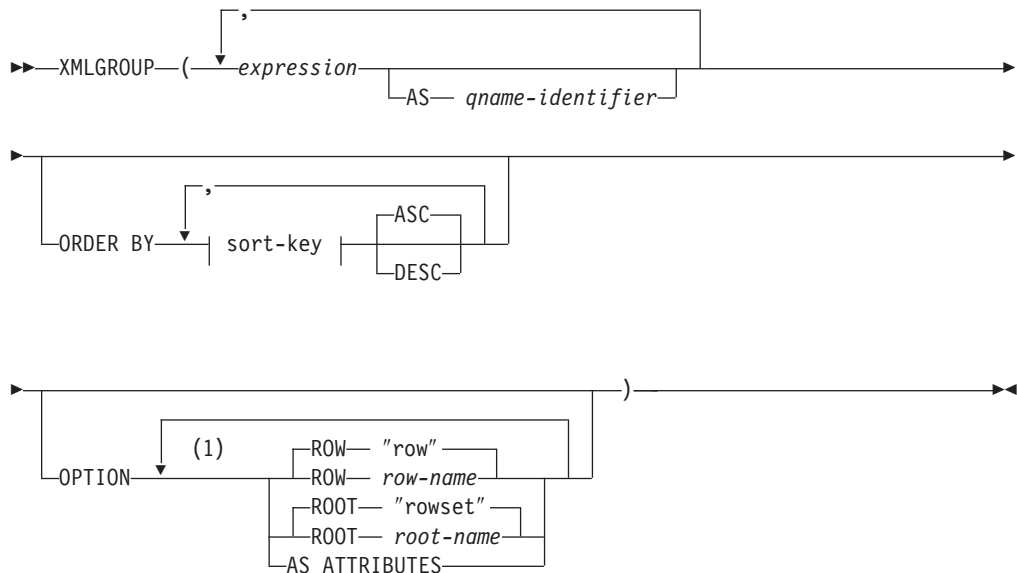 ,
XMLGROUP ( expression
AS qname-identifier
,
ORDER BY sort-key ASC
DESC
)
(1)
OPTION ROW "row"
ROW row-name
ROOT "rowset"
ROOT root-name
AS ATTRIBUTES